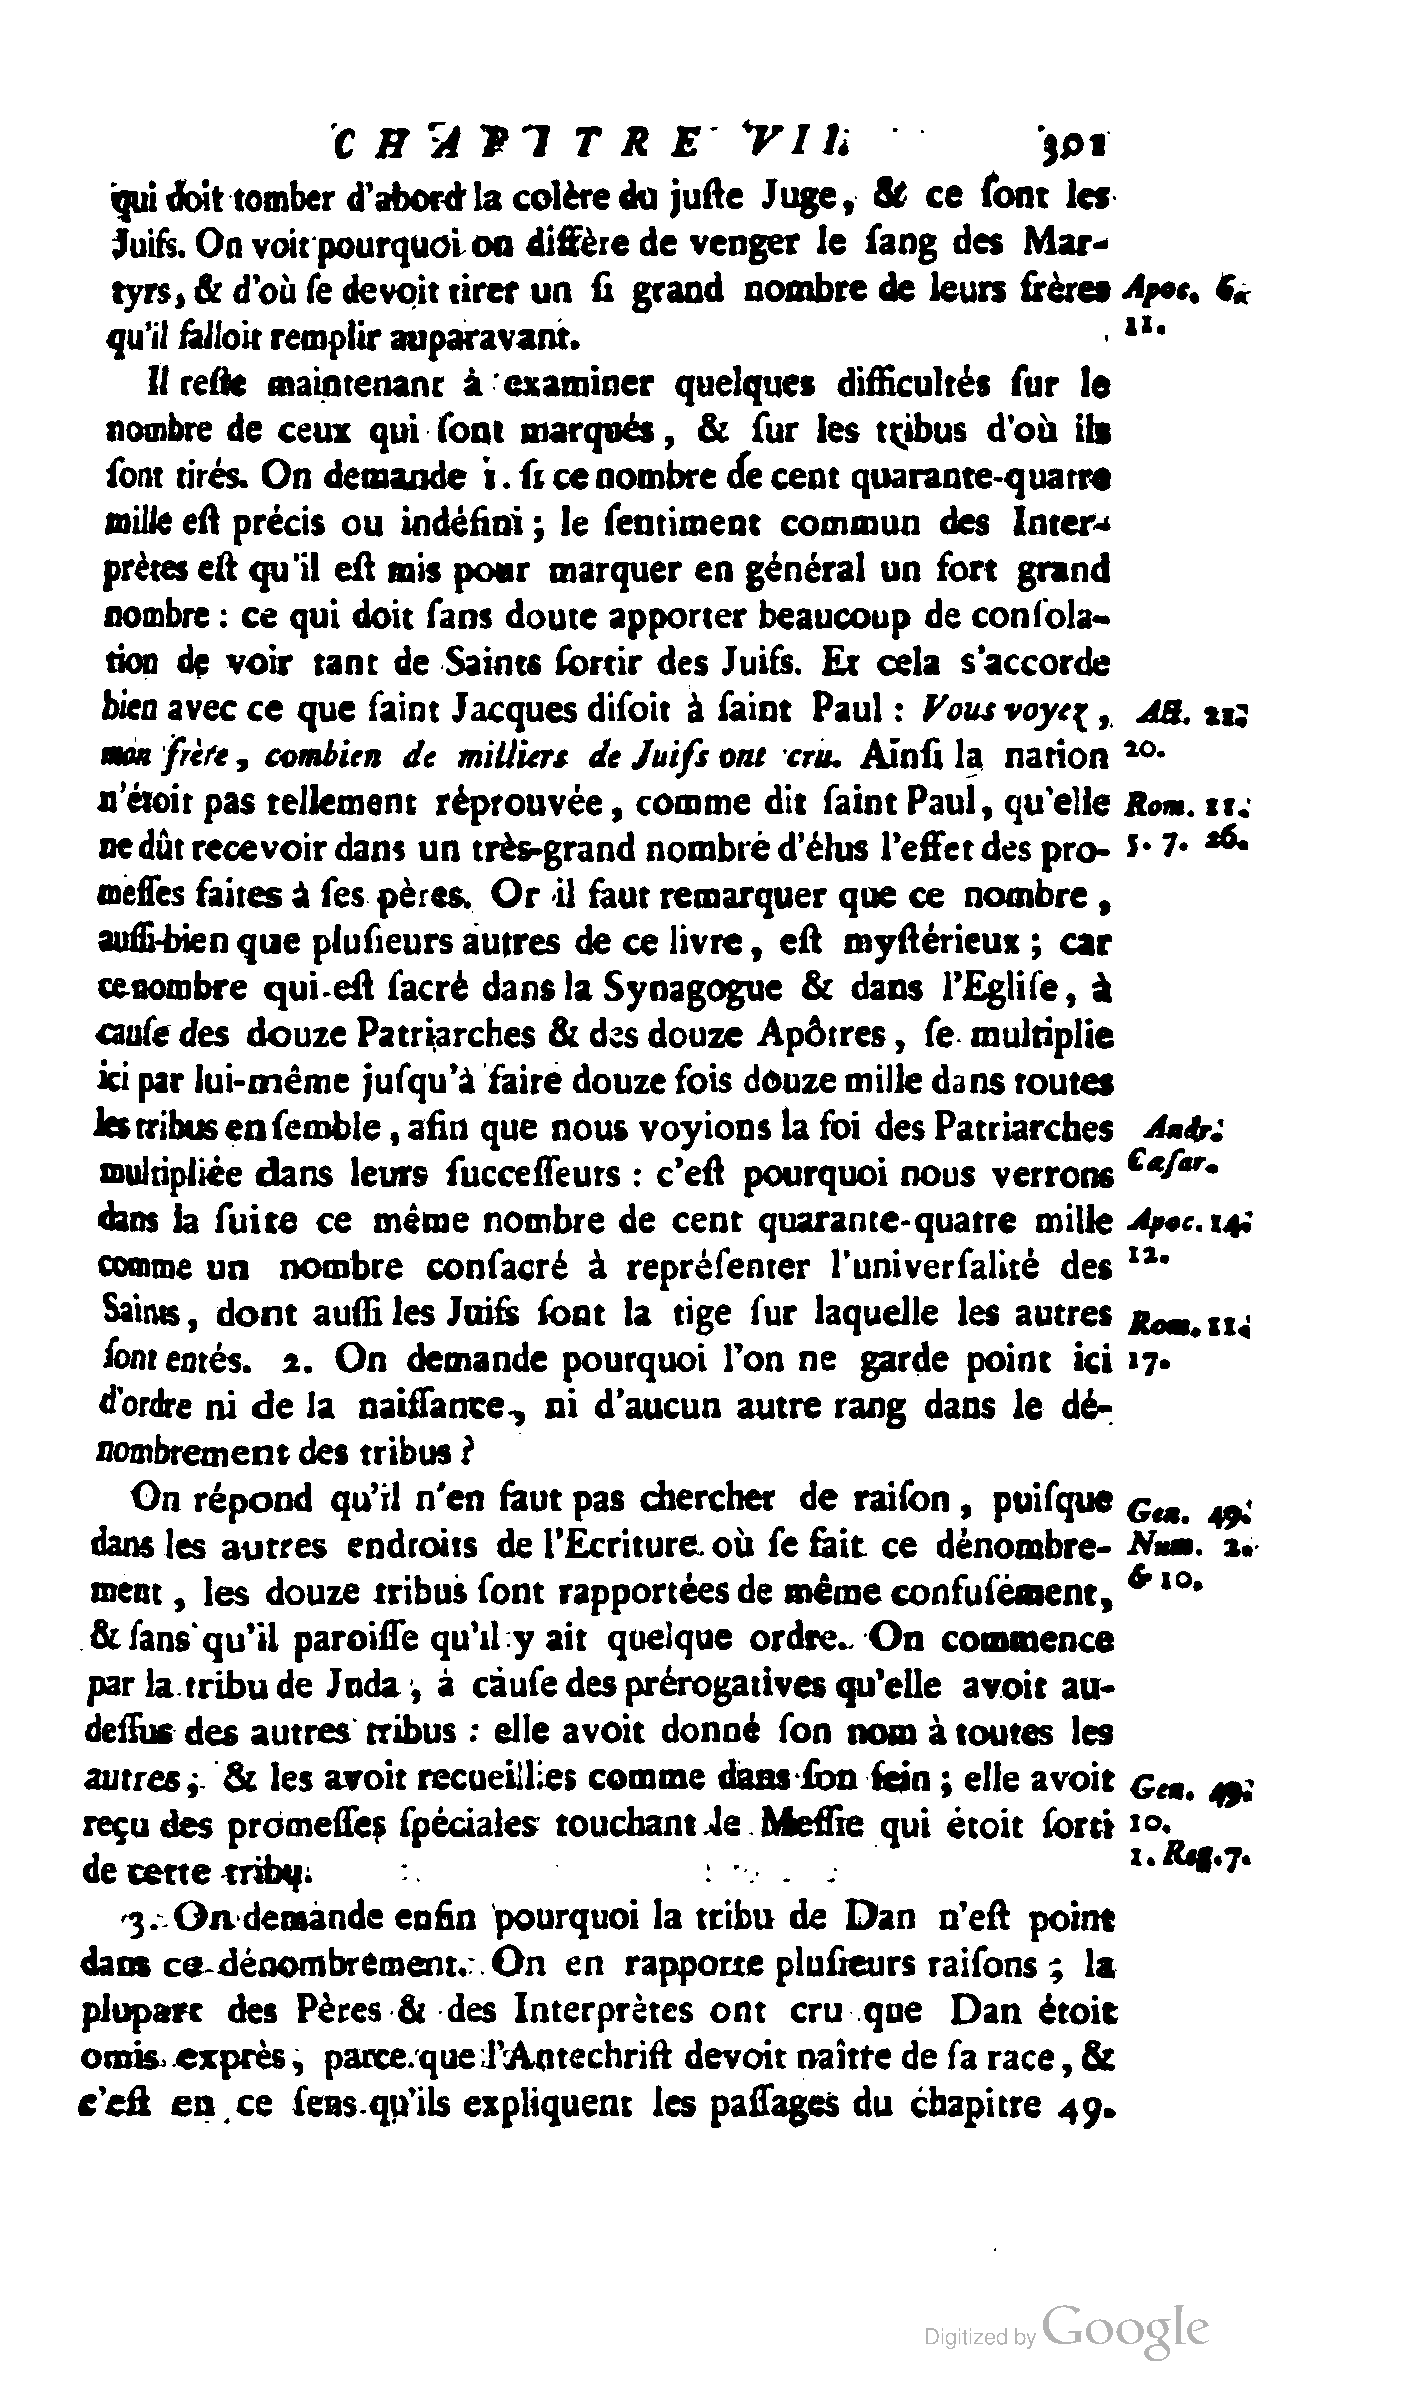 CHAPITRE VII. 301
qui doit tomber d'abord la colère du juſte Juge, & ce ſont les
Juifs. On voit pourquoi on diffère de venger le ſang des Mar-
tyrs, & d'où ſe devoit tirer un ſi grand nombre de leurs frères Apoc. 6.
qu'il falloit remplir auparavant. 11.
Il reſte maintenant à examiner quelques difficultés ſur le
nombre de ceux qui ſont marqués, & ſur les tribus d'où ils
ſont tirés. On demande 1. ſi ce nombre de cent quarante-quatre
mille eſt précis ou indéfini ; le ſentiment commun des Inter-
prètes eſt qu'il eſt mis pour marquer en général un fort grand
nombre : ce qui doit ſans doute apporter beaucoup de conſola-
tion de voir tant de Saints ſortir des Juifs. Et cela s'accorde
bien avec ce que ſaint Jacques diſoit à ſaint Paul : Vous voyez, Act. 21.
mon frère, combien de milliers de Juifs ont cru. Ainſi la nation 20.
n'étoit pas tellement réprouvée, comme dit ſaint Paul, qu'elle Rom. 11.
ne dût recevoir dans un très-grand nombre d'élus l'effet des pro- 5. 7. 26.
meſſes faites à ſes pères. Or il faut remarquer que ce nombre,
auſſi-bien que pluſieurs autres de ce livre, eſt myſtérieux ; car
ce nombre qui eſt ſacré dans la Synagogue & dans l'Egliſe, à
cauſe des douze Patriarches & des douze Apôtres, ſe multiplie
ici par lui-même juſqu'à faire douze fois douze mille dans toutes
les tribus enſemble, afin que nous voyions la foi des Patriarches Andr.
multipliée dans leurs ſucceſſeurs : c'eſt pourquoi nous verrons Cæſar.
dans la ſuite ce même nombre de cent quarante-quatre mille Apoc. 14.
comme un nombre conſacré à repréſenter l'univerſalité des 12.
Saints, dont auſſi les Juifs ſont la tige ſur laquelle les autres Rom. 11.
ſont entés. 2. On demande pourquoi l'on ne garde point ici 17.
d'ordre ni de la naiſſance, ni d'aucun autre rang dans le dé-
nombrement des tribus ?
On répond qu'il n'en faut pas chercher de raiſon, puiſque Gen. 49.
dans les autres endroits de l'Ecriture où ſe fait ce dénombre- Num. 2.
ment, les douze tribus ſont rapportées de même confuſément, & 10.
& ſans qu'il paroiſſe qu'il y ait quelque ordre. On commence
par la tribu de Juda, à cauſe des prérogatives qu'elle avoit au-
deſſus des autres tribus : elle avoit donné ſon nom à toutes les
autres ; & les avoit recueillies comme dans ſon ſein ; elle avoit Gen. 49.
reçu des promeſſes ſpéciales touchant le Meſſie qui étoit ſorti 10.
de cette tribu. 1. Reg. 7.
3. On demande enfin pourquoi la tribu de Dan n'eſt point
dans ce dénombrement. On en rapporte pluſieurs raiſons ; la
plupart des Pères & des Interprètes ont cru que Dan étoit
omis exprès, parce que l'Antechriſt devoit naître de ſa race, &
c'eſt en ce ſens qu'ils expliquent les paſſages du chapitre 49.
Digitized by Google